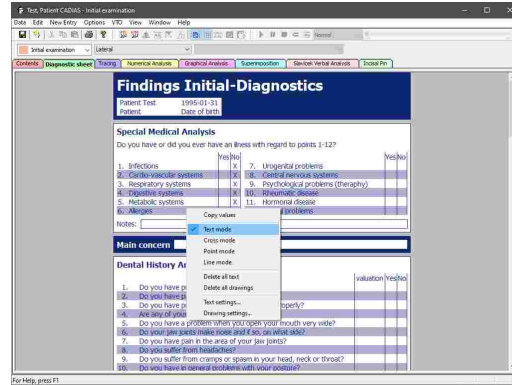 Test, Patient CADIAS - Initial examination
Data Edit New Entry Options VTO View Window Help
Normal
Initial examination Lateral
Contents Diagnostic sheet Tracing Numerical Analysis Graphical Analysis Superimposition Slavicek Verbal Analysis Incisal Pin
Findings Initial-Diagnostics
Patient Test 1995-01-31
Patient Date of birth
Special Medical Analysis
Do you have or did you ever have an illness with regard to points 1-12?
Yes No Yes No
1. Infections X 7. Urogenital problems
2. Cardio-vascular systems X 8. Central nervous systems
3. Respiratory systems X 9. Psychological problems (theraphy)
4. Digestive systems X 10. Rheumatic disease
5. Metabolic systems X 11. Hormonal disease
6. Allergies problems
Notes:
Copy values
Text mode
Cross mode
Point mode
Line mode
Delete all text
Delete all drawings
Text settings...
Drawing settings...
Main concern
Dental History An
valuation Yes No
1. Do you have p
2. Do you have p
3. Do you have p operly?
4. Are any of your
5. Do you have a problem when you open your mouth very wide?
6. Do your jaw joints make noise and if so, on what side?
7. Do you have pain in the area of your jaw joints?
8. Do you suffer from headaches?
9. Do you suffer from cramps or spasm in your head, neck or throat?
10. Do you have in general problems with your posture?
For Help, press F1